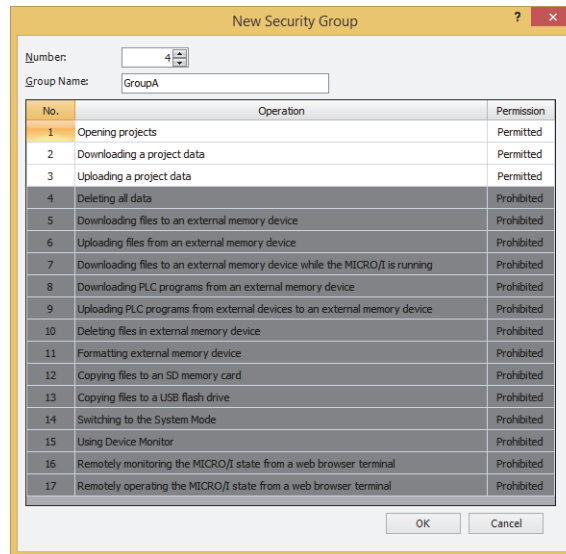 New Security Group
? ×
Number: 4
Group Name: GroupA
No. Operation Permission
1 Opening projects Permitted
2 Downloading a project data Permitted
3 Uploading a project data Permitted
4 Deleting all data Prohibited
5 Downloading files to an external memory device Prohibited
6 Uploading files from an external memory device Prohibited
7 Downloading files to an external memory device while the MICRO/I is running Prohibited
8 Downloading PLC programs from an external memory device Prohibited
9 Uploading PLC programs from external devices to an external memory device Prohibited
10 Deleting files in external memory device Prohibited
11 Formatting external memory device Prohibited
12 Copying files to an SD memory card Prohibited
13 Copying files to a USB flash drive Prohibited
14 Switching to the System Mode Prohibited
15 Using Device Monitor Prohibited
16 Remotely monitoring the MICRO/I state from a web browser terminal Prohibited
17 Remotely operating the MICRO/I state from a web browser terminal Prohibited
OK Cancel